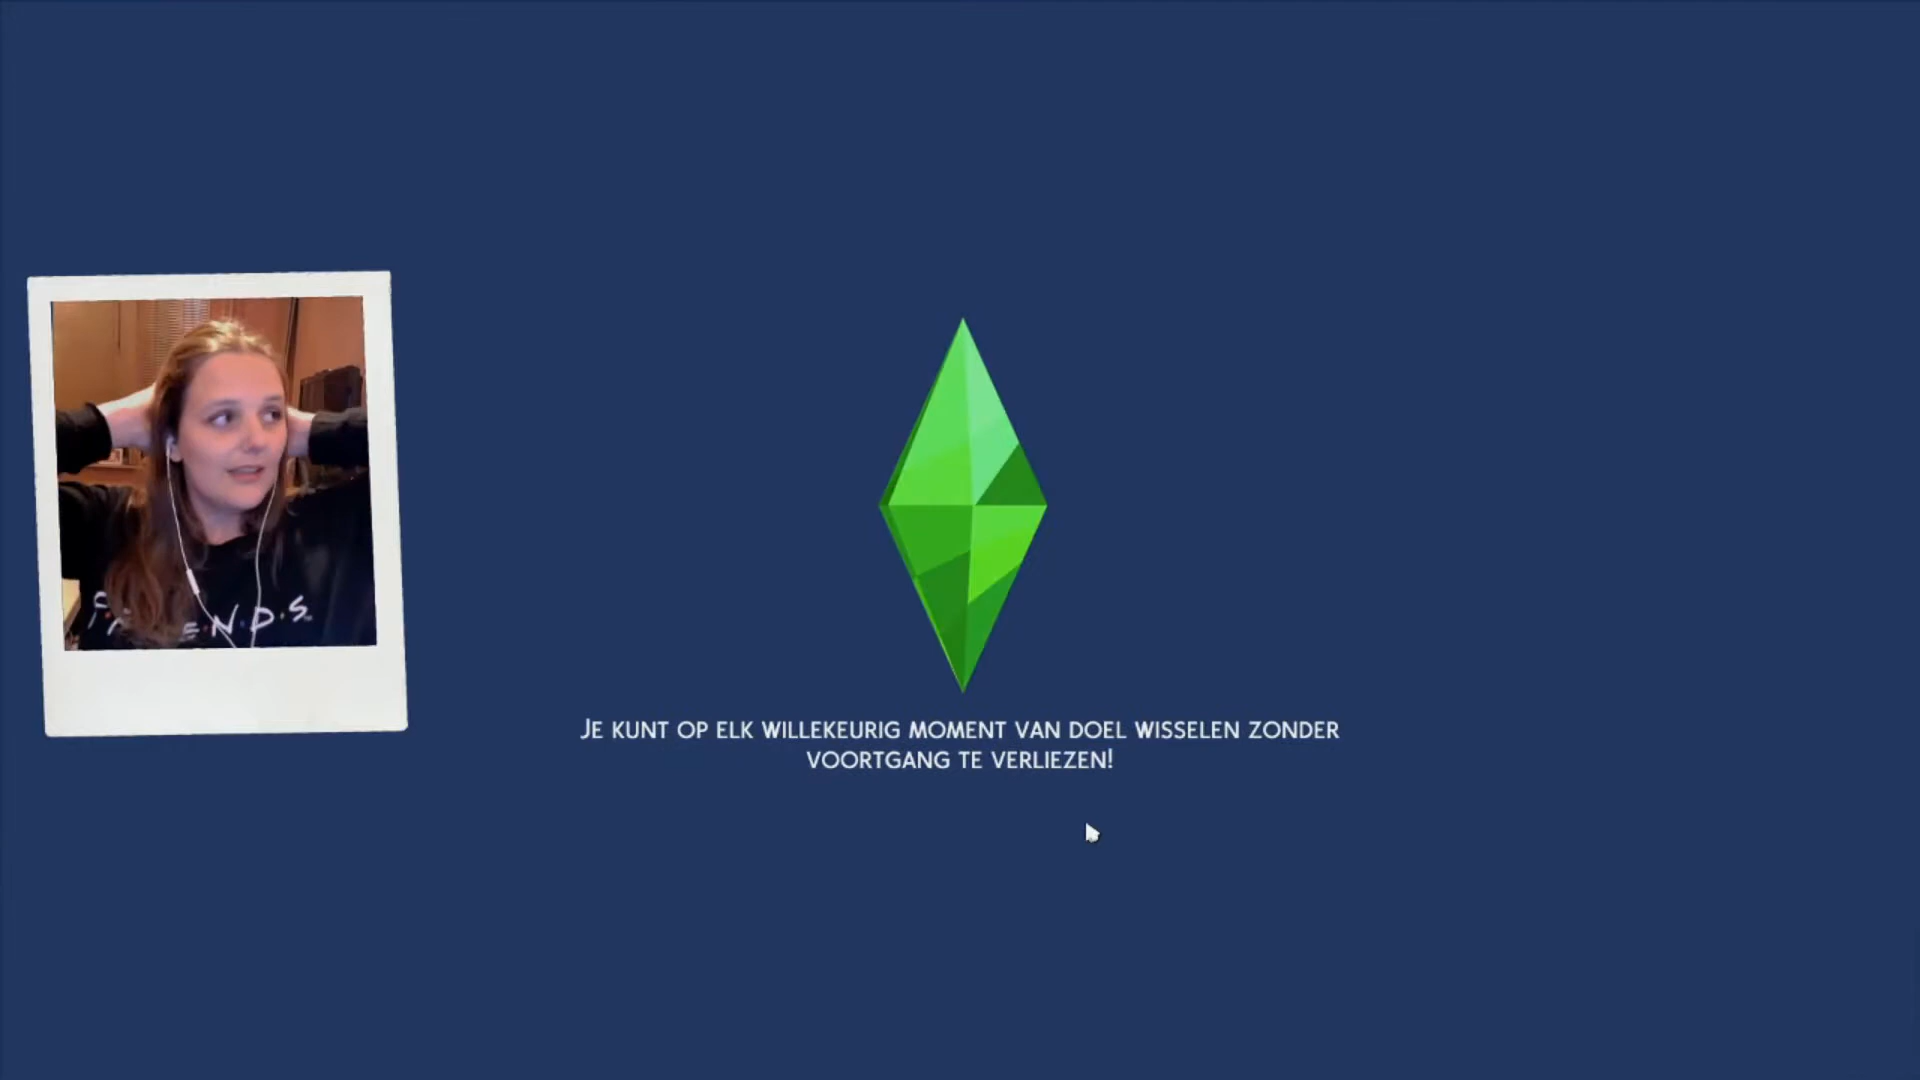 JE KUNT OP ELK WILLEKEURIG MOMENT VAN DOEL WISSELEN ZONDER
VOORTGANG TE VERLIEZEN!